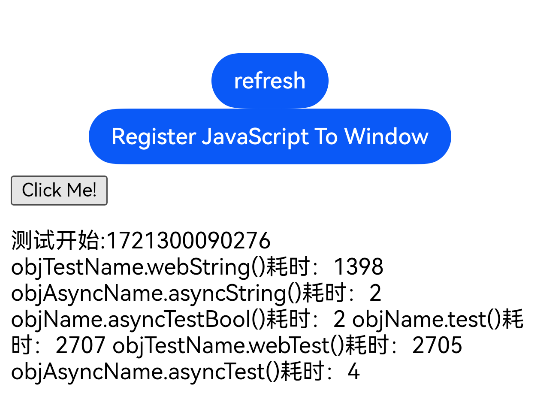 refresh
Register JavaScript To Window
Click Me!
测试开始:1721300090276
objTestName.webString()耗时：1398
objAsyncName.asyncString()耗时：2
objName.asyncTestBool()耗时：2 objName.test()耗
时：2707 objTestName.webTest()耗时：2705
objAsyncName.asyncTest()耗时：4